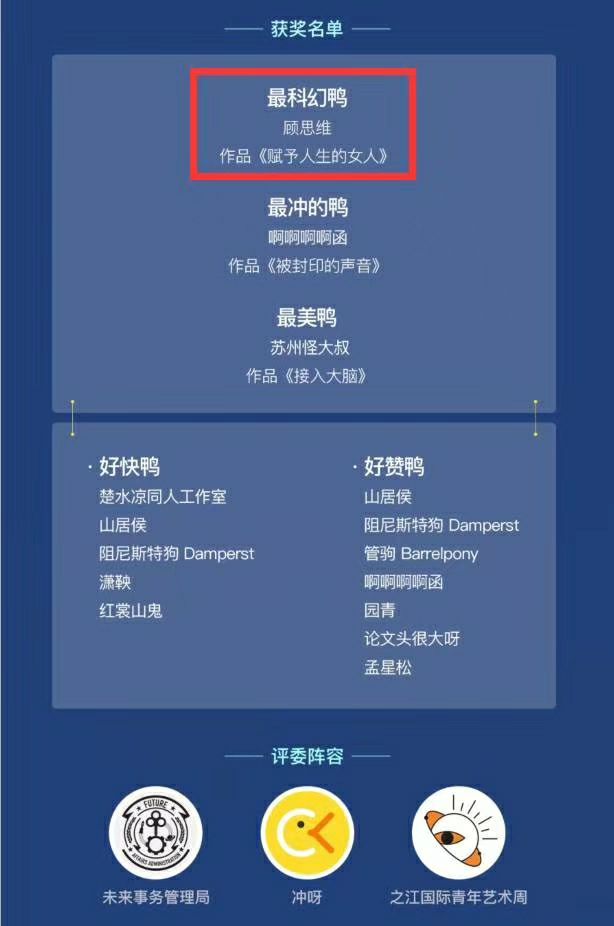 获奖名单
最科幻鸭
顾思维
作品《赋予人生的女人》
最冲的鸭
啊啊啊啊函
作品《被封印的声音》
最美鸭
苏州怪大叔
作品《接入大脑》
· 好快鸭
楚水凉同人工作室
山居侯
阻尼斯特狗 Damperst
潇鞅
红裳山鬼
· 好赞鸭
山居侯
阻尼斯特狗 Damperst
管驹 Barrelpony
啊啊啊啊函
园青
论文头很大呀
孟星松
评委阵容
FUTURE
AFFAIRS ADMINISTRATION
未来事务管理局
冲呀
之江国际青年艺术周